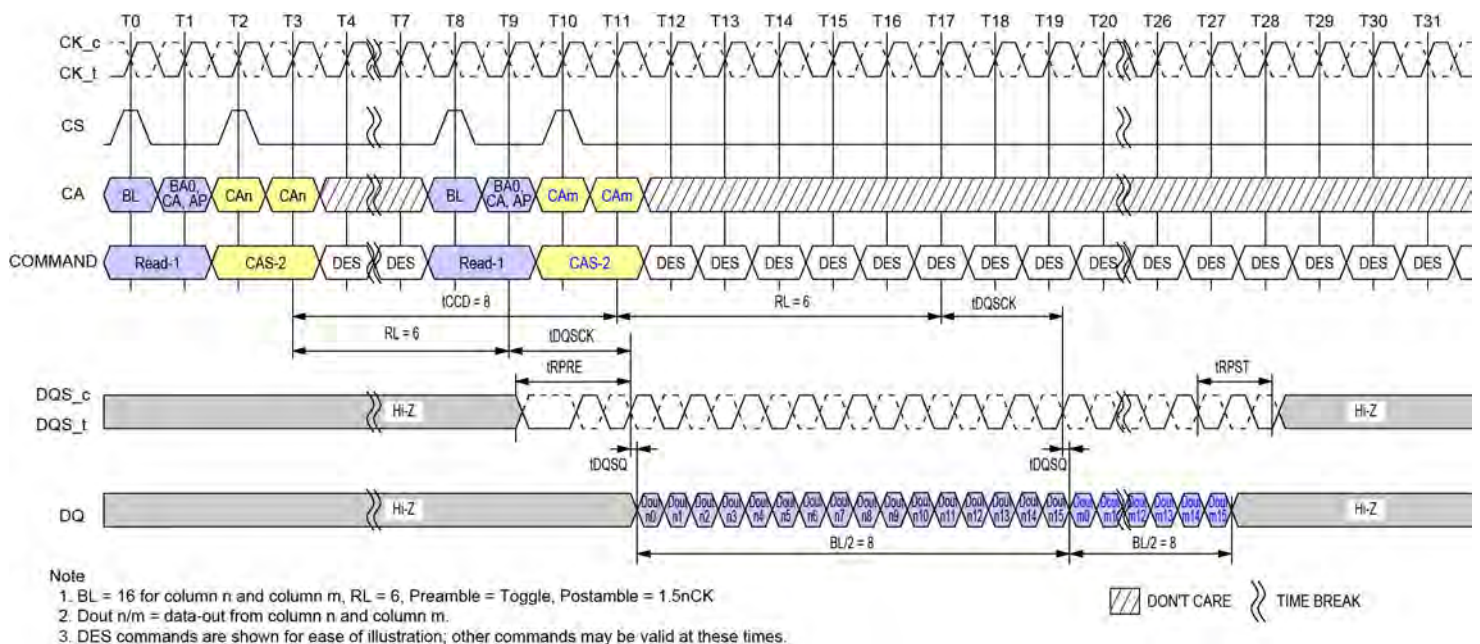 T0 T1 T2 T3 T4 T7 T8 T9 T10 T11 T12 T13 T14 T15 T16 T17 T18 T19 T20 T26 T27 T28 T29 T30 T31
CK_c
CK_t
CS
CA BL BA0, CA, AP CAn CAn BL BA0, CA, AP CAm CAm
COMMAND Read-1 CAS-2 DES DES Read-1 CAS-2 DES DES DES DES DES DES DES DES DES DES DES DES DES DES DES
tCCD = 8 RL = 6 tDQSCK
RL = 6 tDQSCK
tRPRE tRPST
DQS_c
DQS_t Hi-Z Hi-Z
tDQSQ tDQSQ
DQ Hi-Z Dout n0 Dout n1 Dout n2 Dout n3 Dout n4 Dout n5 Dout n6 Dout n7 Dout n8 Dout n9 Dout n10 Dout n11 Dout n12 Dout n13 Dout n14 Dout n15 Dout m0 Dout m1 Dout m12 Dout m13 Dout m14 Dout m15 Hi-Z
BL/2 = 8 BL/2 = 8
Note
1. BL = 16 for column n and column m, RL = 6, Preamble = Toggle, Postamble = 1.5nCK
2. Dout n/m = data-out from column n and column m.
3. DES commands are shown for ease of illustration; other commands may be valid at these times.
DON'T CARE TIME BREAK